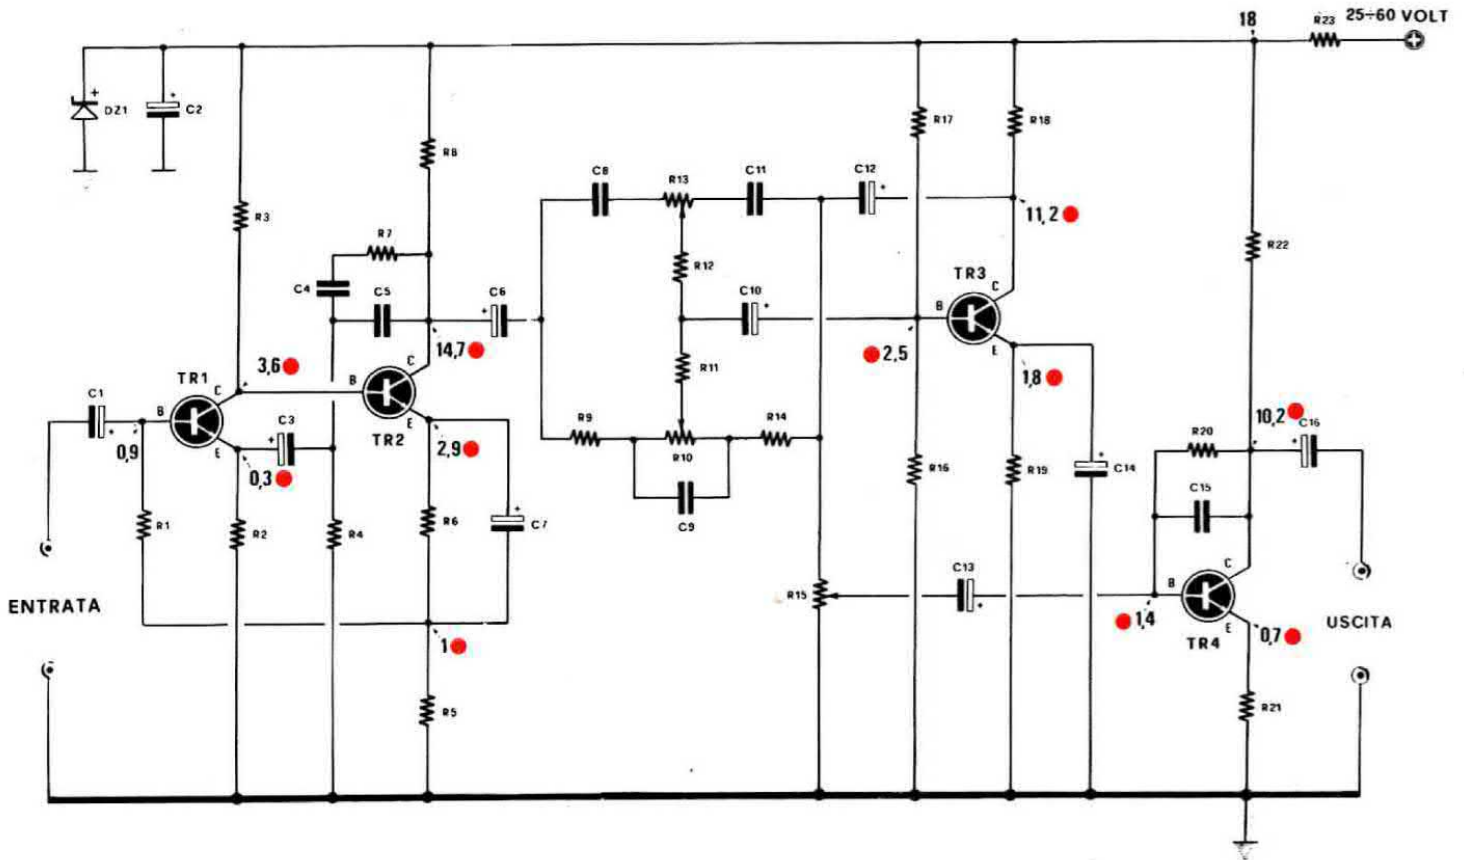 18
R23
25÷60 VOLT
DZ1
C2
R17
R18
R8
R3
C8
R13
C11
C12
11,2
R7
R22
R12
TR3
C4
C5
C6
C10
C
B
E
14,7
2,5
3,6
R11
1,8
TR1
C
B
E
C
B
E
C1
TR2
C3
R9
R14
10,2
C16
0,9
2,9
R10
R20
0,3
R16
R19
C14
C15
R1
R2
R4
R6
C7
C9
C13
C
B
E
ENTRATA
R15
1,4
TR4
0,7
USCITA
1
R5
R21